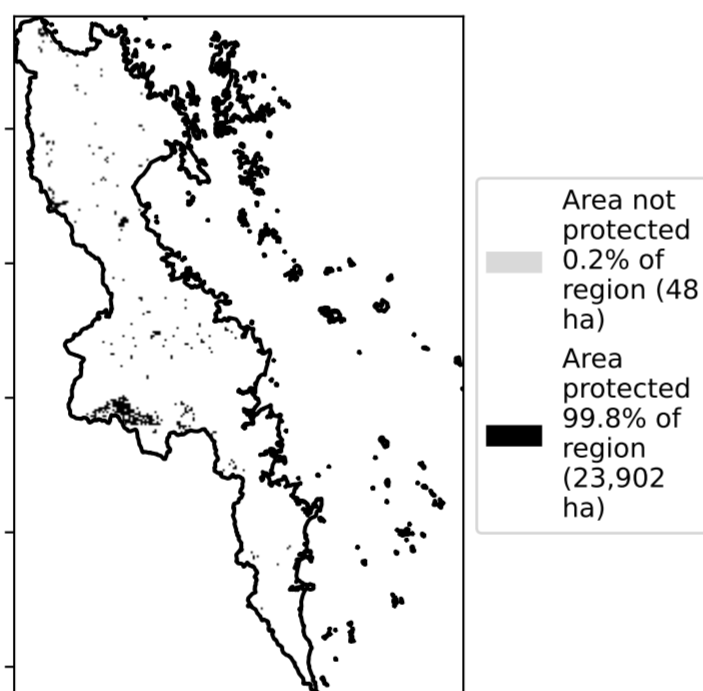 Area not
protected
0.2% of
region (48
ha)
Area
protected
99.8% of
region
(23,902
ha)